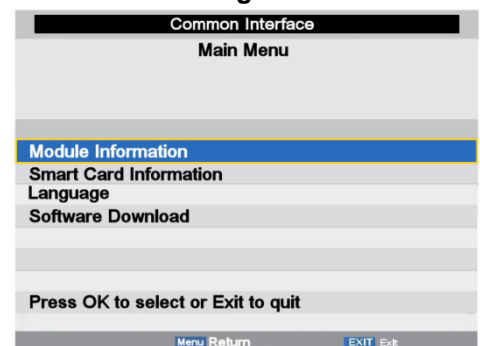 Common Interface
Main Menu
Module Information
Smart Card Information
Language
Software Download
Press OK to select or Exit to quit
Menu Return EXIT Exit